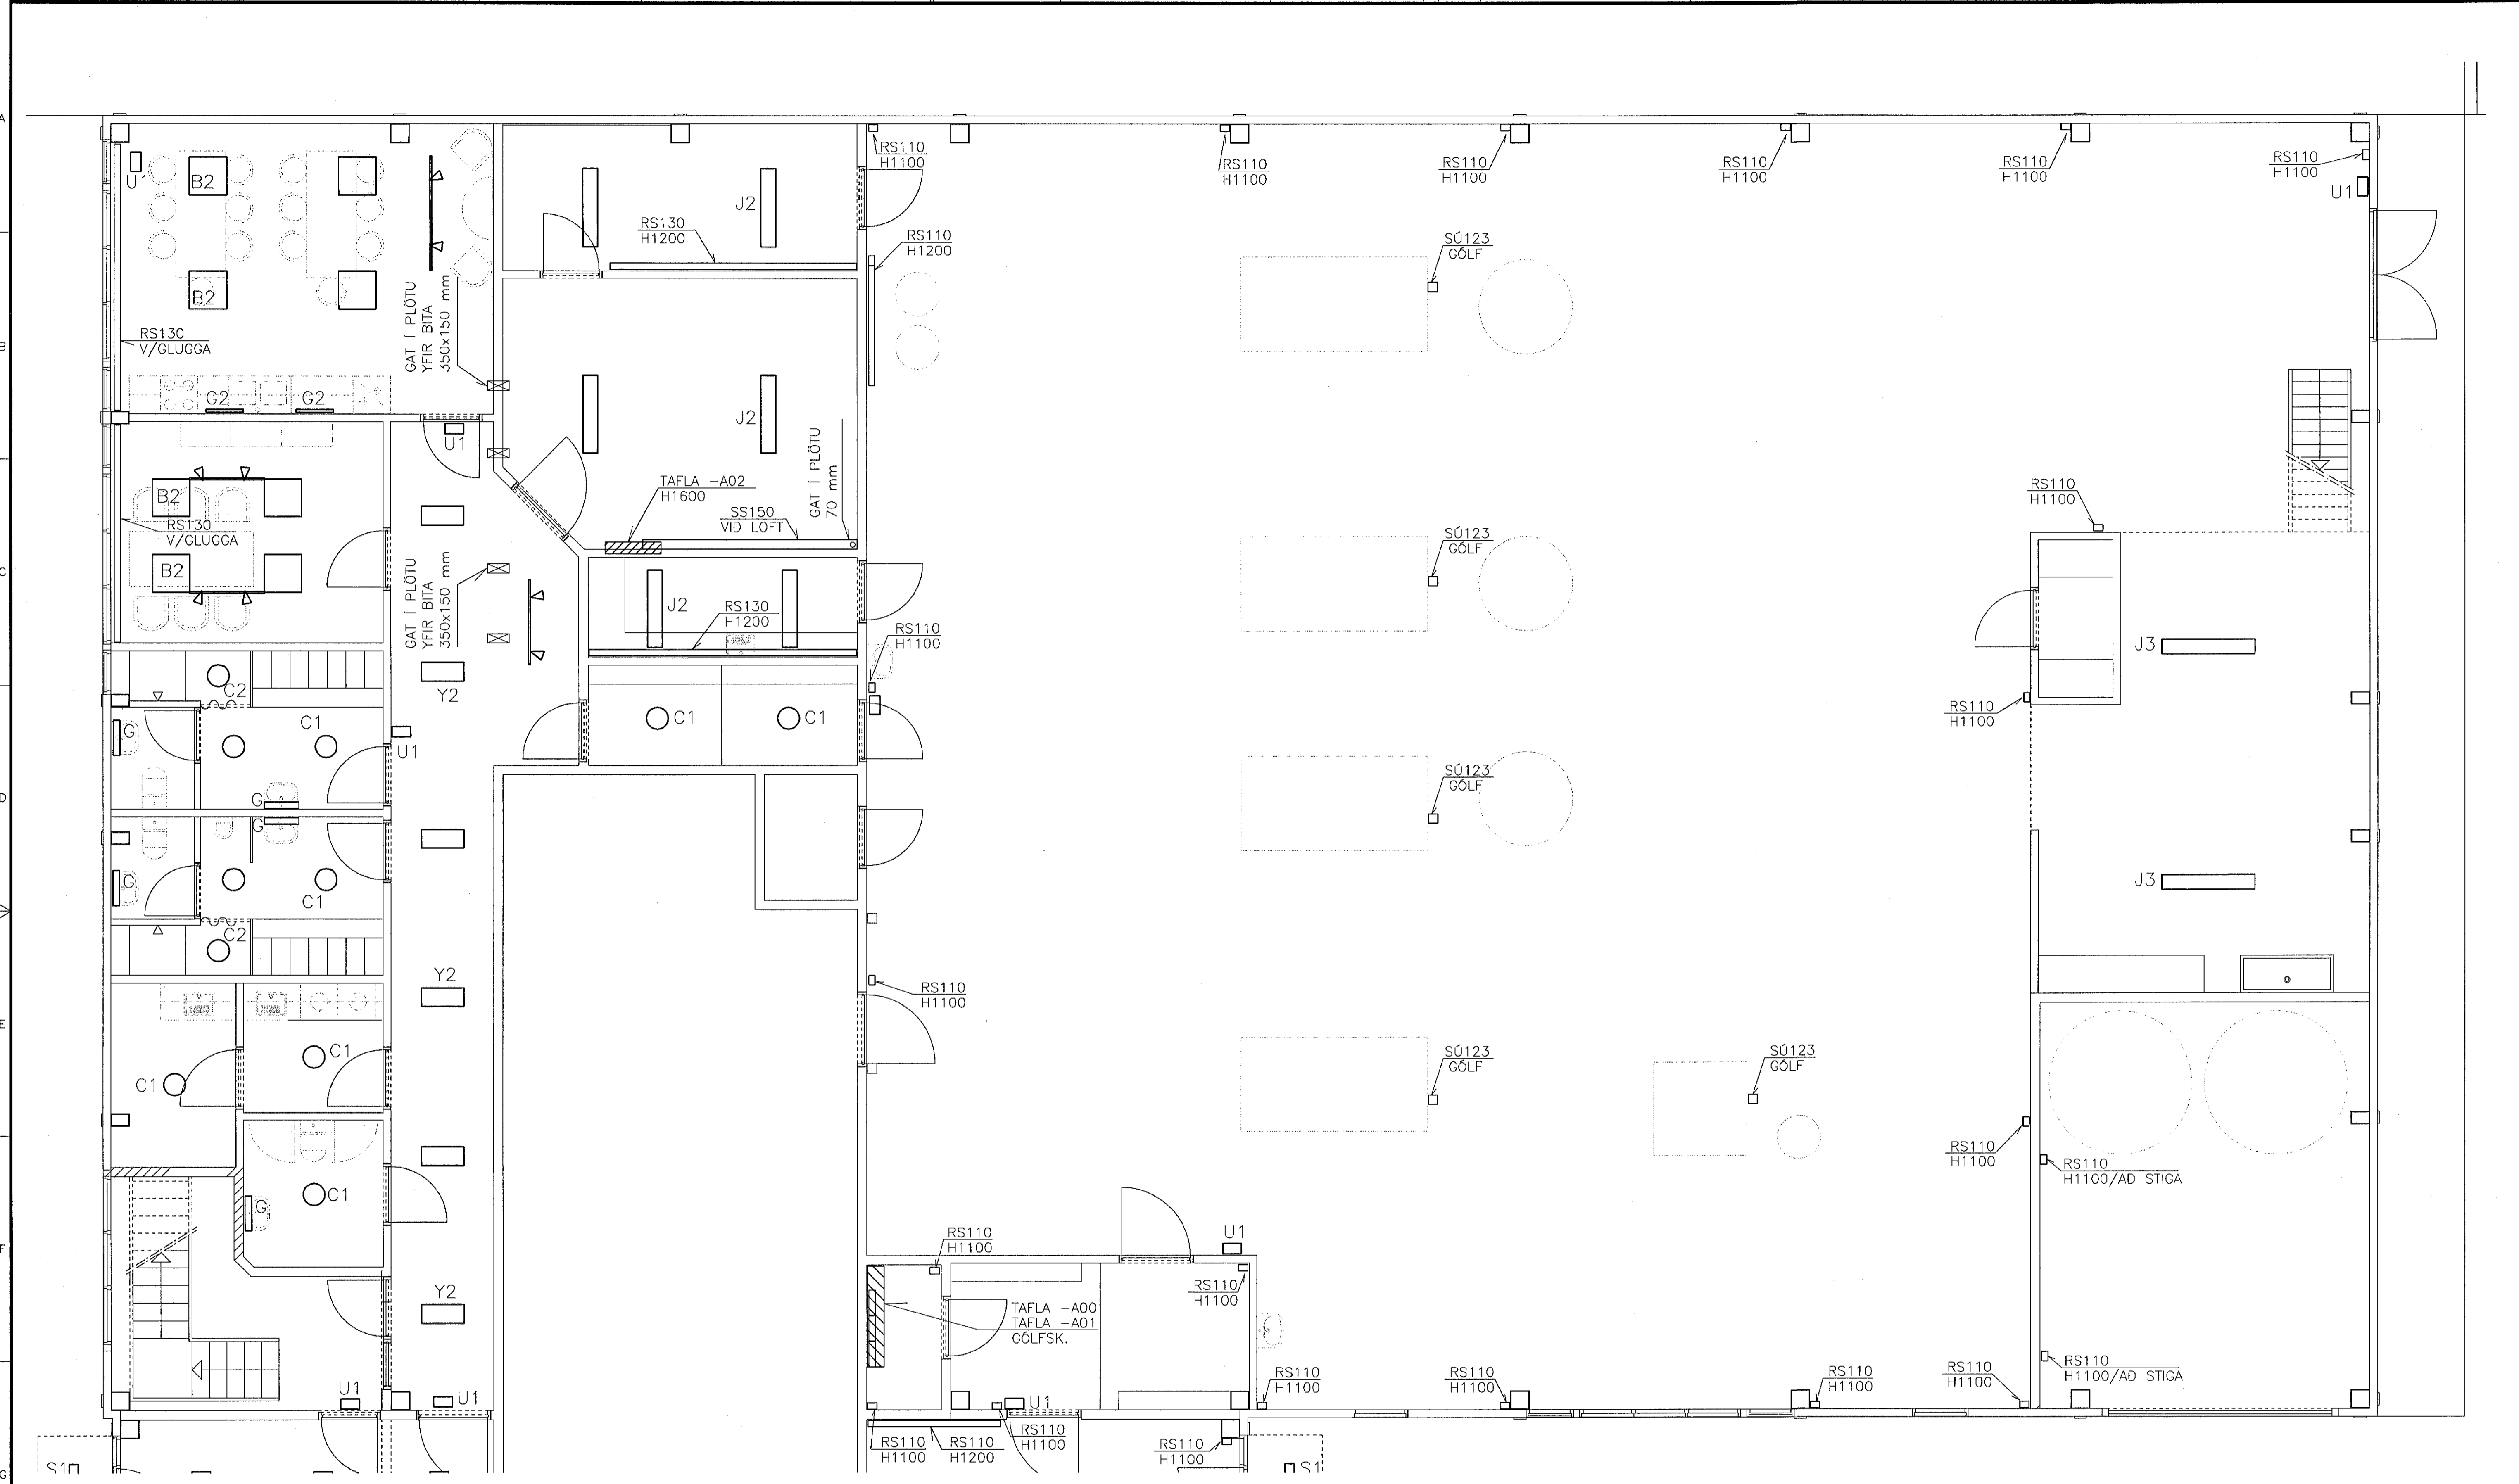 A
RS110
H1100
RS110
H1100
RS110
H1100
RS110
H1100
RS110
H1100
RS110
H1100
U1
U1
B2
J2
RS130
H1200
RS110
H1200
SÚ123
GÓLF
B2
GAT Í PLÖTU
YFIR BITA
350x150 mm
RS130
V/GLUGGA
B
G2
G2
J2
U1
GAT Í PLÖTU
70 mm
TAFLA -A02
H1600
SS150
VID LOFT
B2
RS130
V/GLUGGA
RS110
H1100
SÚ123
GÓLF
C
B2
GAT Í PLÖTU
YFIR BITA
350x150 mm
J2
RS130
H1200
RS110
H1100
J3
C2
Y2
C1
C1
C1
G
U1
RS110
H1100
SÚ123
GÓLF
D
G
G
G
C1
J3
C2
Y2
RS110
H1100
E
C1
C1
SÚ123
GÓLF
SÚ123
GÓLF
RS110
H1100
RS110
H1100/AD STIGA
C1
G
F
RS110
H1100
U1
RS110
H1100
Y2
TAFLA -A00
TAFLA -A01
GÓLFSK.
U1
U1
U1
RS110
H1100
RS110
H1100
RS110
H1100
RS110
H1100
RS110
H1100/AD STIGA
RS110
H1100
RS110
H1200
RS110
H1100
RS110
H1100
G
S1
S1